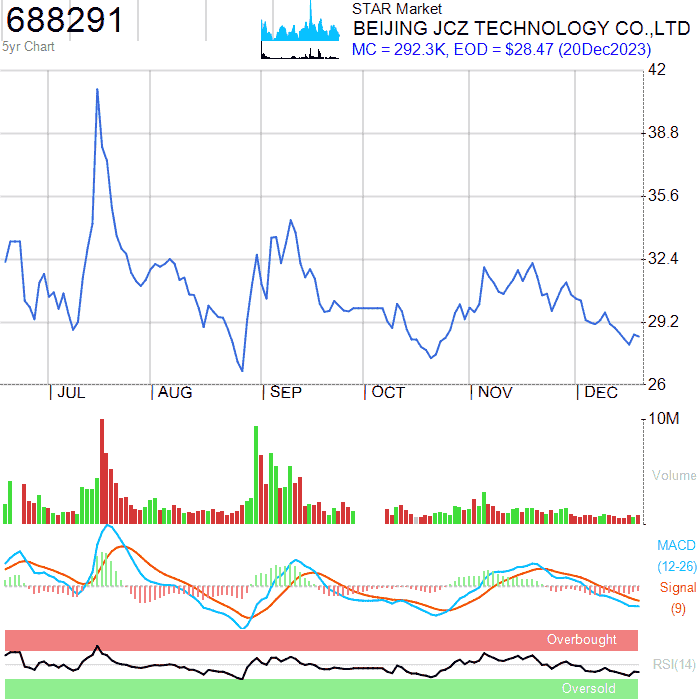 688291
5yr Chart
STAR Market
BEIJING JCZ TECHNOLOGY CO.,LTD
MC = 292.3K, EOD = $28.47 (20Dec2023)
42
38.8
35.6
32.4
29.2
26
JUL AUG SEP OCT NOV DEC
10M
Volume
MACD
(12-26)
Signal
(9)
Overbought
RSI(14)
Oversold